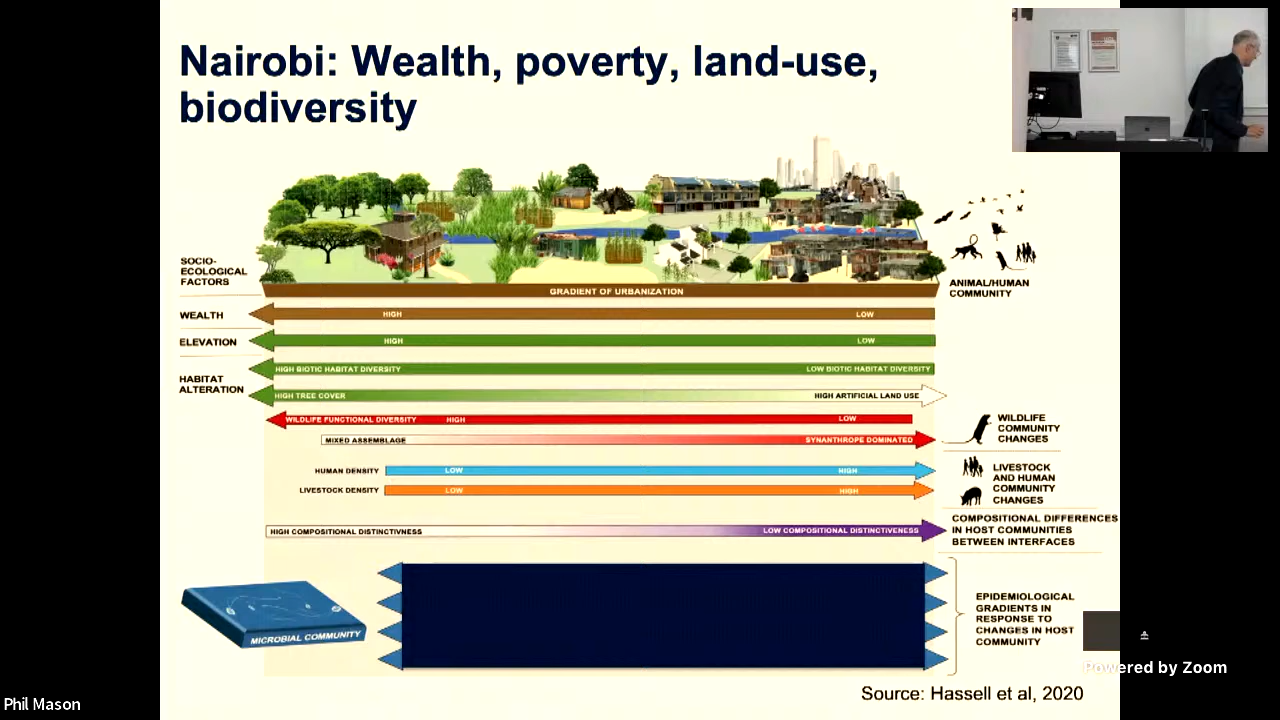 Nairobi: Wealth, poverty, land-use,
biodiversity
SOCIO-
ECOLOGICAL
FACTORS
ANIMAL/HUMAN
COMMUNITY
GRADIENT OF URBANIZATION
WEALTH
HIGH
LOW
ELEVATION
HIGH
LOW
HABITAT
ALTERATION
HIGH BIOTIC HABITAT DIVERSITY
LOW BIOTIC HABITAT DIVERSITY
HIGH TREE COVER
HIGH ARTIFICIAL LAND USE
WILDLIFE FUNCTIONAL DIVERSITY
HIGH
LOW
MIXED ASSEMBLAGE
SYNANTHROPE DOMINATED
WILDLIFE
COMMUNITY
CHANGES
HUMAN DENSITY
LOW
HIGH
LIVESTOCK DENSITY
LOW
HIGH
LIVESTOCK
AND HUMAN
COMMUNITY
CHANGES
HIGH COMPOSITIONAL DISTINCTIVNESS
LOW COMPOSITIONAL DISTINCTIVENESS
COMPOSITIONAL DIFFERENCES
IN HOST COMMUNITIES
BETWEEN INTERFACES
MICROBIAL COMMUNITY
EPIDEMIOLOGICAL
GRADIENTS IN
RESPONSE TO
CHANGES IN HOST
COMMUNITY
Source: Hassell et al, 2020
Powered by Zoom
Phil Mason